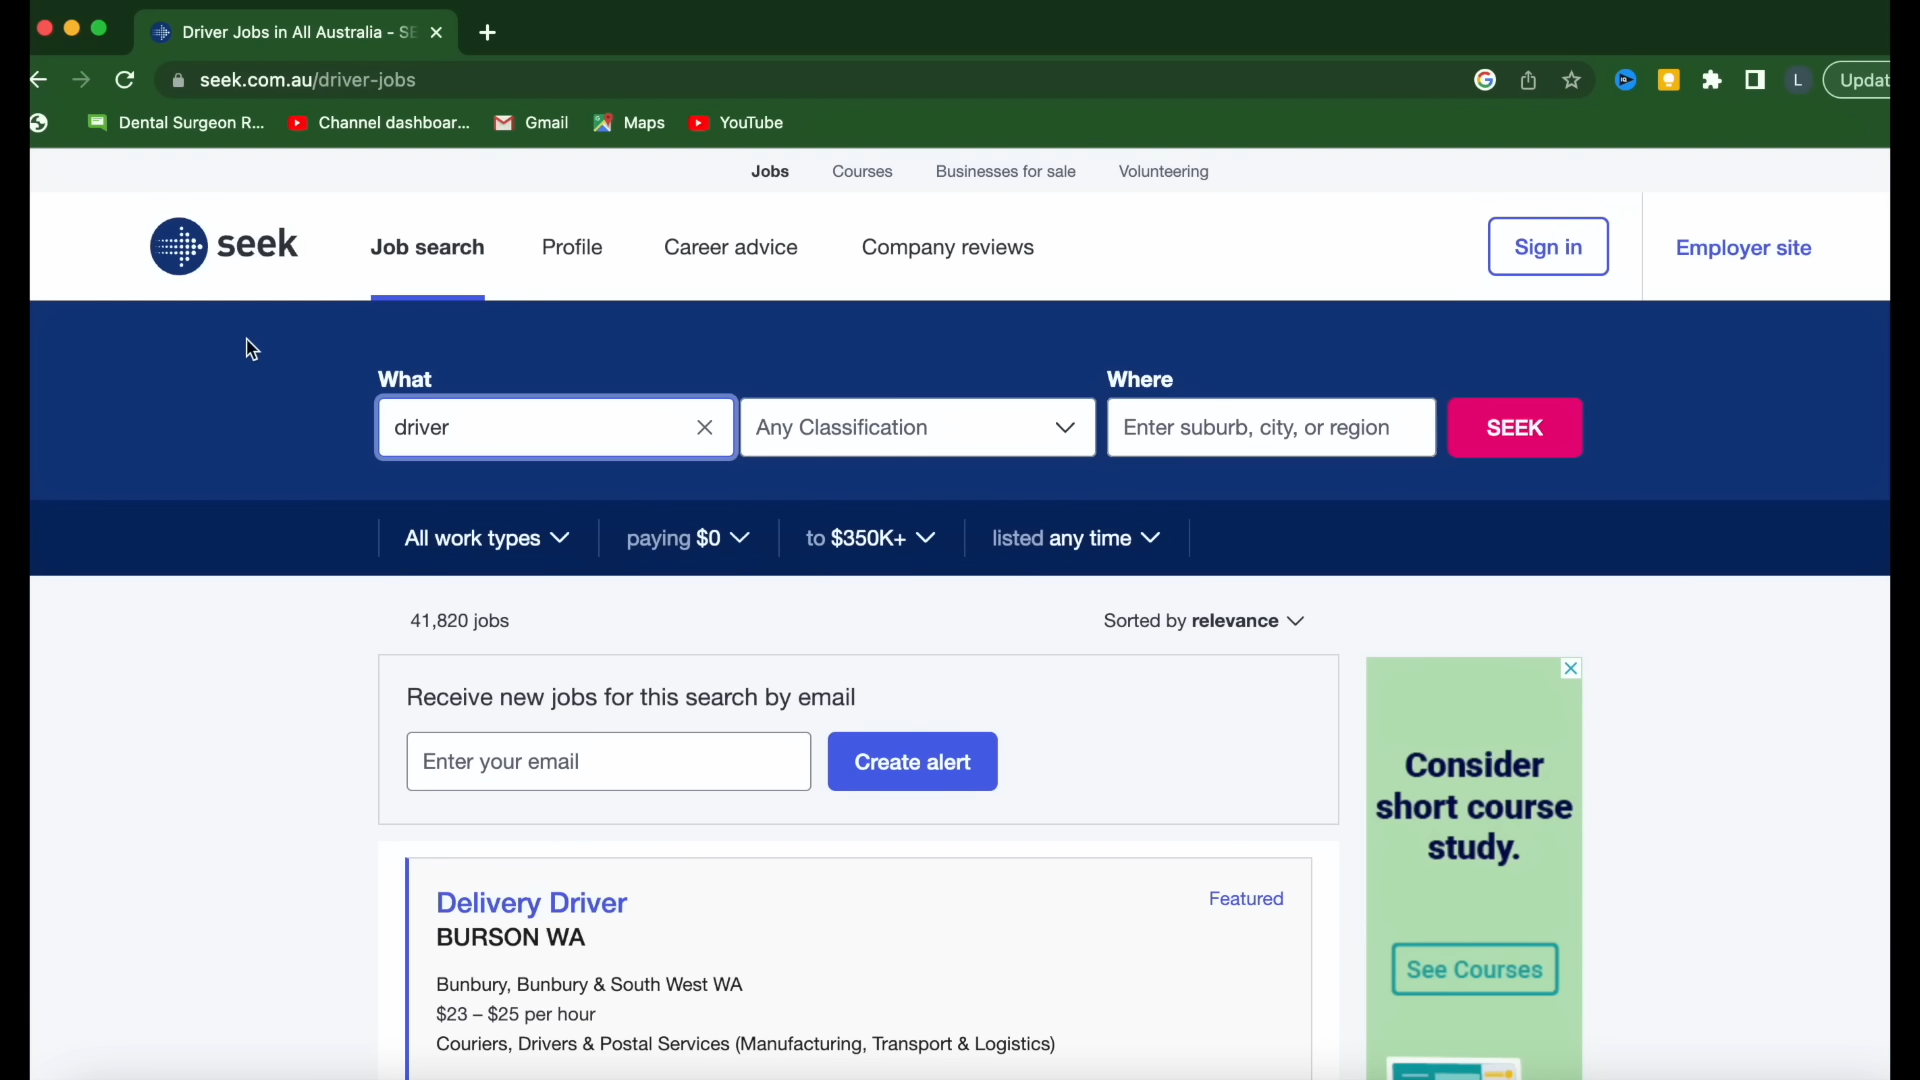 Driver Jobs in All Australia - SE
seek.com.au/driver-jobs
L
Updat
Dental Surgeon R...
Channel dashboar...
Gmail
Maps
YouTube
Jobs
Courses
Businesses for sale
Volunteering
seek
Job search
Profile
Career advice
Company reviews
Sign in
Employer site
What
Where
driver
Any Classification
Enter suburb, city, or region
SEEK
All work types
paying $0
to $350K+
listed any time
41,820 jobs
Sorted by relevance
Receive new jobs for this search by email
Enter your email
Create alert
Consider
short course
study.
See Courses
Delivery Driver
Featured
BURSON WA
Bunbury, Bunbury & South West WA
$23 – $25 per hour
Couriers, Drivers & Postal Services (Manufacturing, Transport & Logistics)